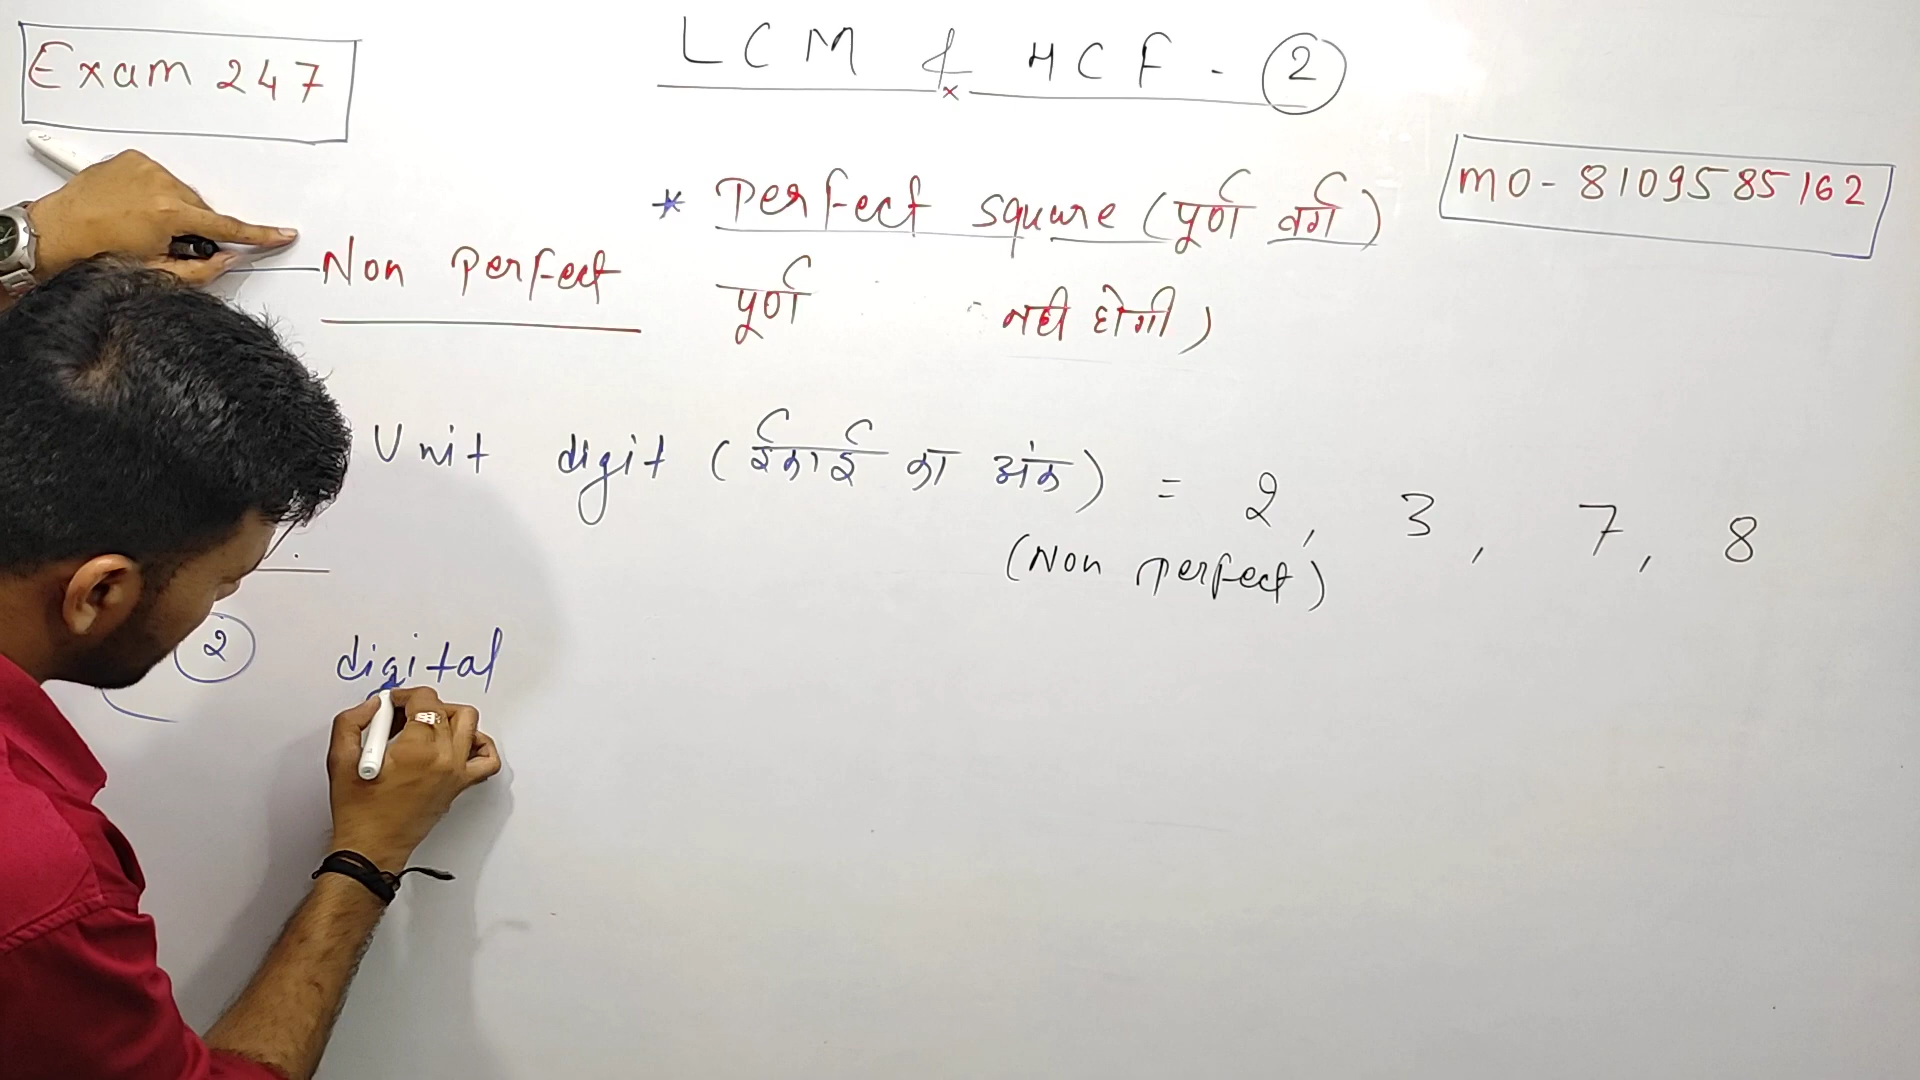 LCM & HCF - 2
Exam 247
MO - 8109585162
* Perfect square (पूर्ण वर्ग)
Non Perfect पूर्ण नही होगी)
Unit digit (ईकाई का अंक) = 2, 3, 7, 8
(Non perfect)
2 digital